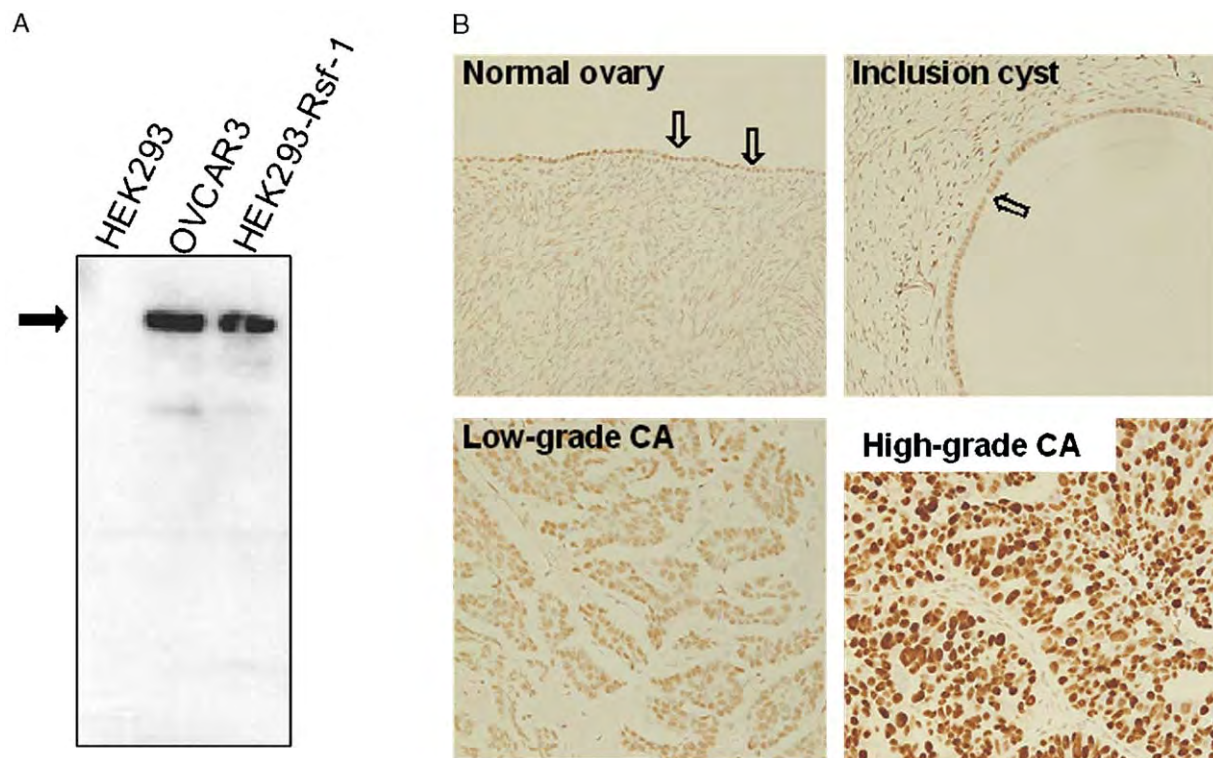 A
HEK293
OVCAR3
HEK293-Rsf-1
B
Normal ovary
Inclusion cyst
Low-grade CA
High-grade CA